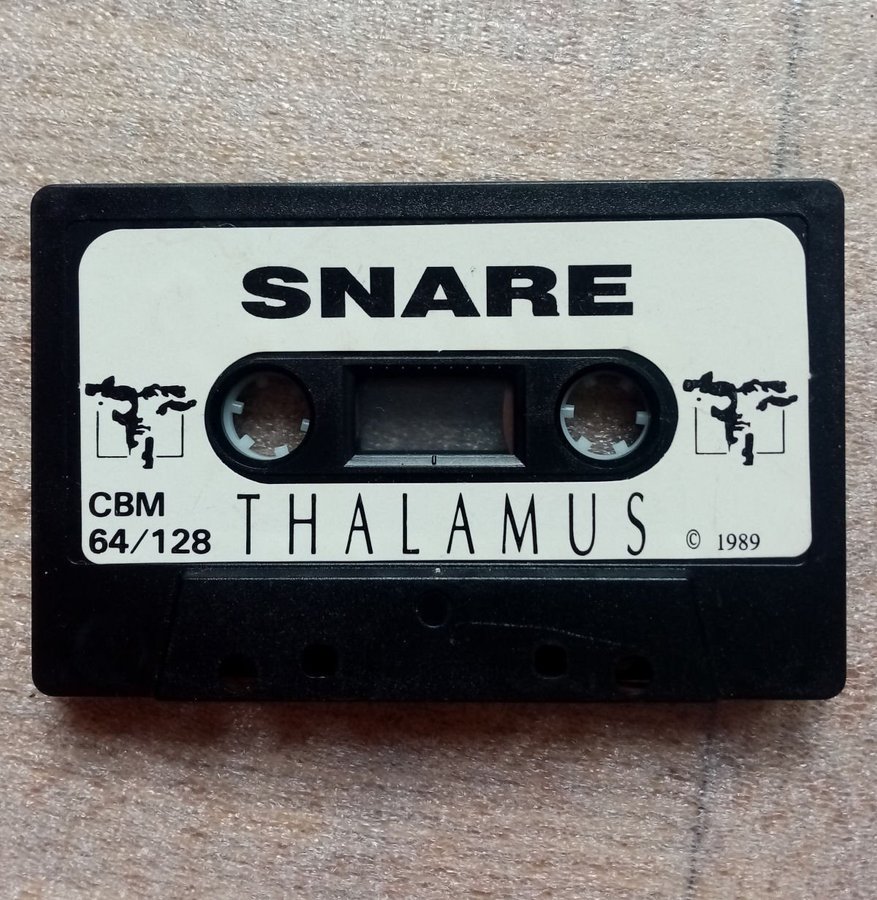 SNARE
CBM
64/128
THALAMUS
© 1989